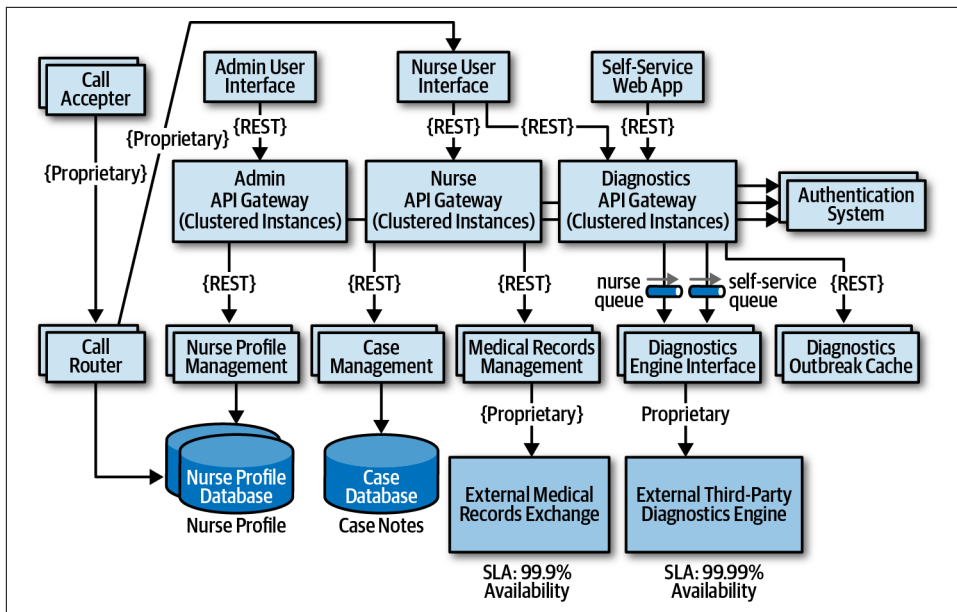 Call
Accepter
Admin User
Interface
Nurse User
Interface
Self-Service
Web App
{Proprietary}
{Proprietary}
{REST}
{REST}
{REST}
{REST}
Admin
API Gateway
(Clustered Instances)
Nurse
API Gateway
(Clustered Instances)
Diagnostics
API Gateway
(Clustered Instances)
Authentication
System
{REST}
{REST}
{REST}
nurse
queue
self-service
queue
{REST}
Call
Router
Nurse Profile
Management
Case
Management
Medical Records
Management
Diagnostics
Engine Interface
Diagnostics
Outbreak Cache
{Proprietary}
Proprietary
Nurse Profile
Database
Nurse Profile
Case
Database
Case Notes
External Medical
Records Exchange
External Third-Party
Diagnostics Engine
SLA: 99.9%
Availability
SLA: 99.99%
Availability